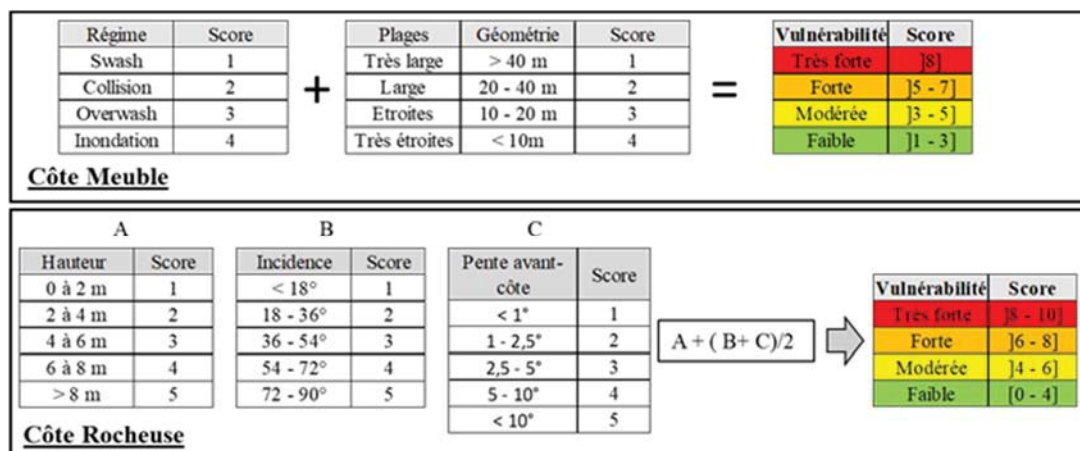 Régime Score
Swash 1
Collision 2
Overwash 3
Inondation 4
+
Plages Géométrie Score
Très large > 40 m 1
Large 20 - 40 m 2
Etroites 10 - 20 m 3
Très étroites < 10m 4
=
Vulnérabilité Score
Très forte ]8]
Forte ]5 - 7]
Modérée ]3 - 5]
Faible ]1 - 3]
Côte Meuble
A
Hauteur Score
0 à 2 m 1
2 à 4 m 2
4 à 6 m 3
6 à 8 m 4
> 8 m 5
B
Incidence Score
< 18° 1
18 - 36° 2
36 - 54° 3
54 - 72° 4
72 - 90° 5
C
Pente avant-
côte Score
< 1° 1
1 - 2,5° 2
2,5 - 5° 3
5 - 10° 4
< 10° 5
A + ( B+ C)/2
Vulnérabilité Score
Très forte ]8 - 10]
Forte ]6 - 8]
Modérée ]4 - 6]
Faible [0 - 4]
Côte Rocheuse